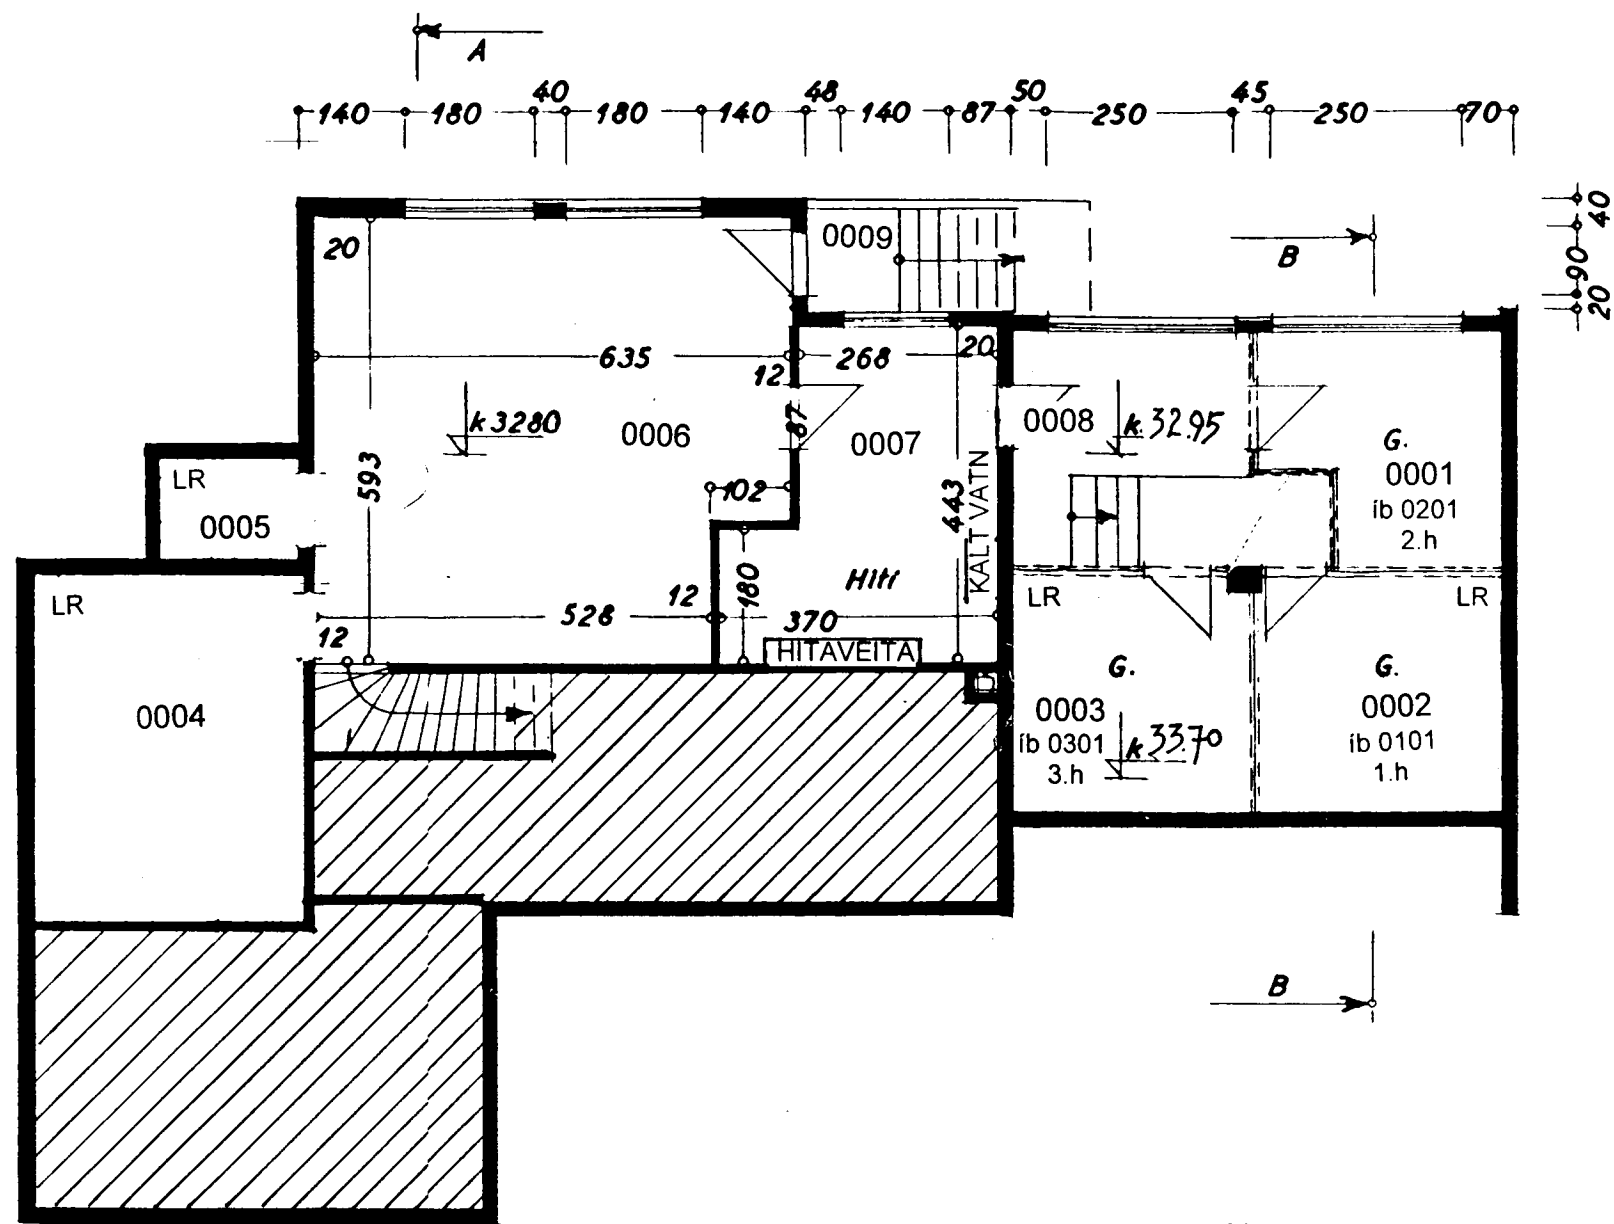 A
140 180 40 180 140 48 140 87 50 250 45 250 70
40
90
20
20
0009
B
635
12
268
20
k 3280
0006
87
0007
0008
k. 32.95
G.
0001
íb 0201
2.h
LR
0005
593
102
443
KALT VATN
180
Hiti
LR
0004
12
528
12
370
HITAVEITA
LR
G.
0003
íb 0301
3.h
k 33.70
LR
G.
0002
íb 0101
1.h
B